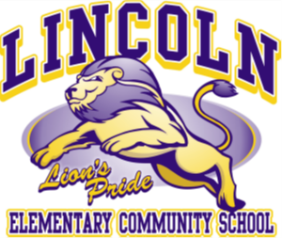 LINCOLN
Lion's
Pride
ELEMENTARY COMMUNITY SCHOOL